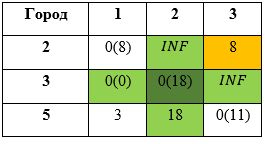 Город 1 2 3
2 0(8) INF 8
3 0(0) 0(18) INF
5 3 18 0(11)